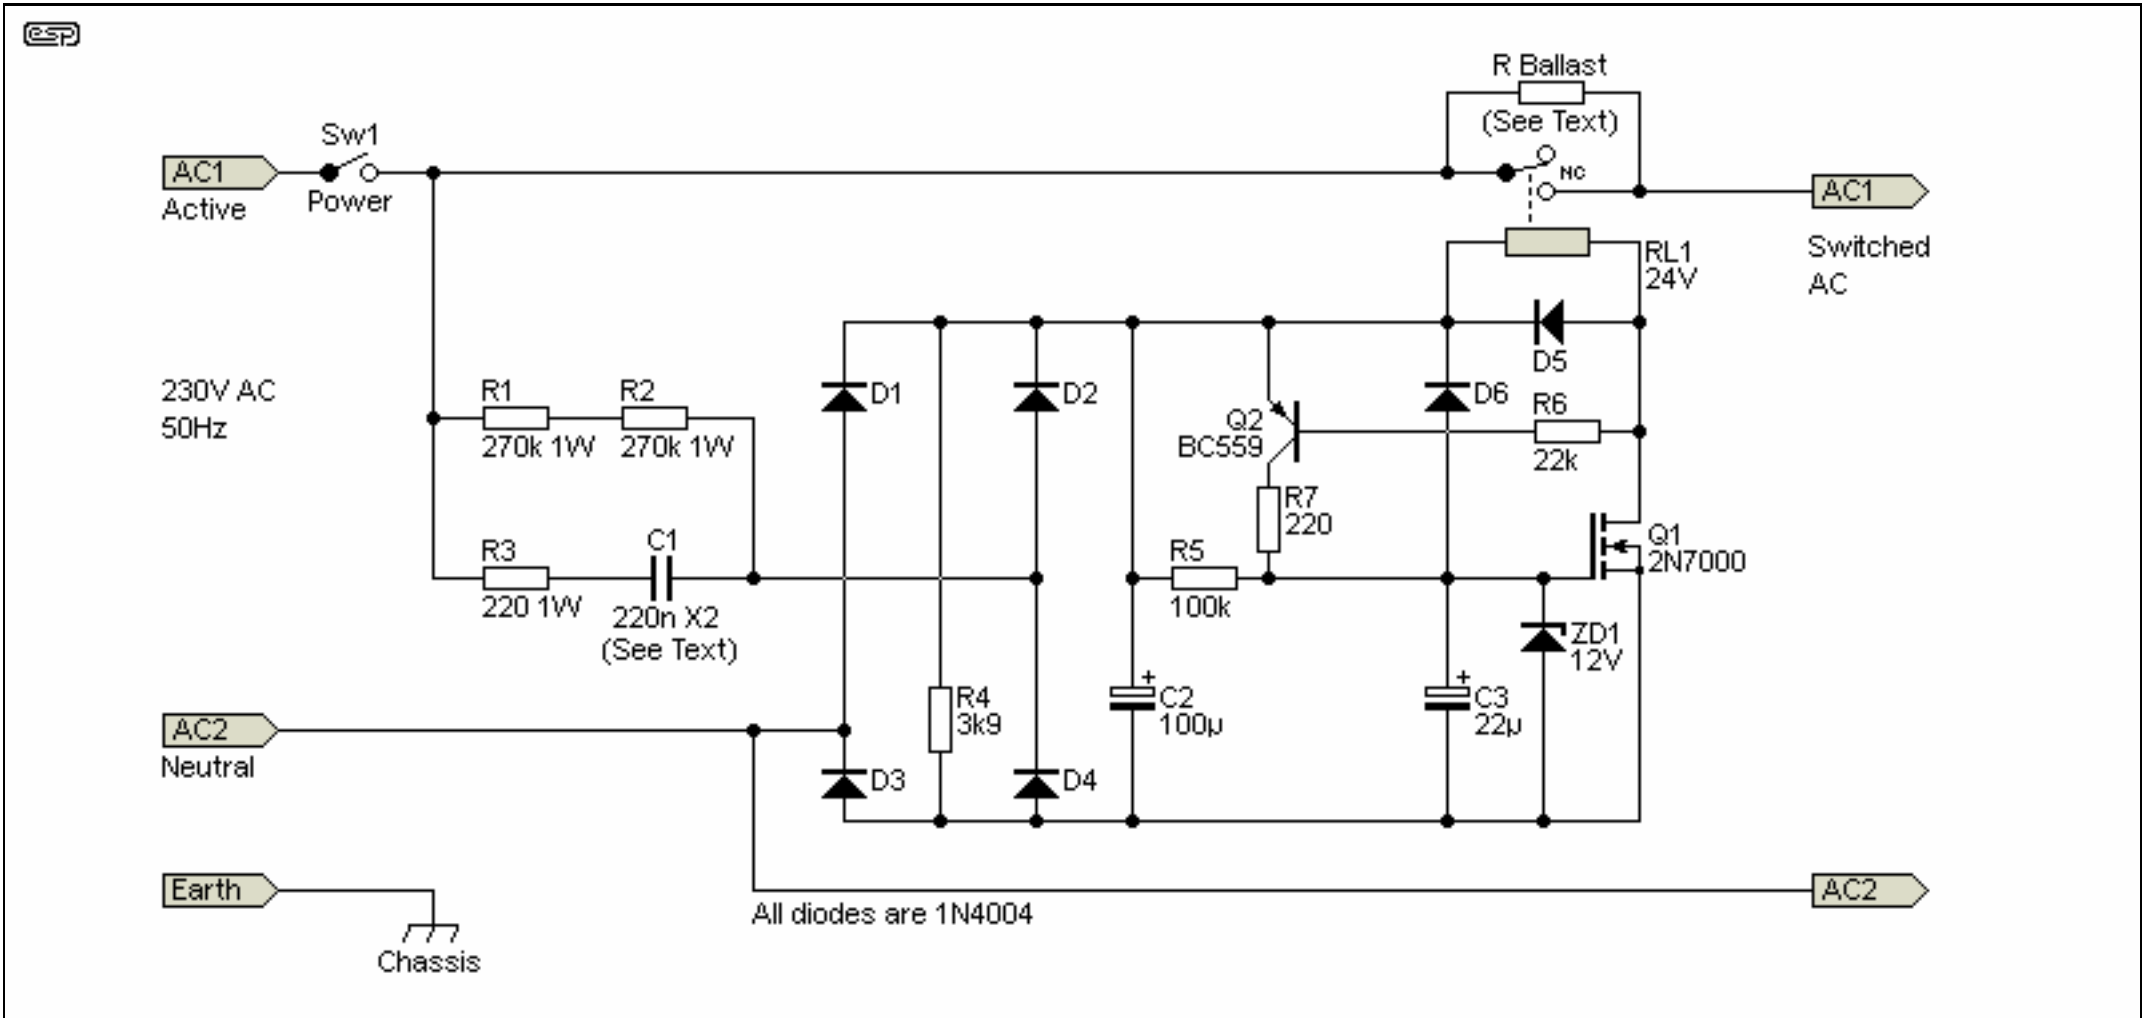 esp
R Ballast
(See Text)
Sw1
AC1
Active
Power
NC
AC1
Switched
AC
RL1
24V
D5
230V AC
50Hz
R1
270k 1W
R2
270k 1W
D1
D2
Q2
BC559
D6
R6
22k
R7
220
R3
220 1W
C1
220n X2
(See Text)
R5
100k
Q1
2N7000
ZD1
12V
R4
3k9
+
C2
100µ
+
C3
22µ
AC2
Neutral
D3
D4
Earth
Chassis
All diodes are 1N4004
AC2